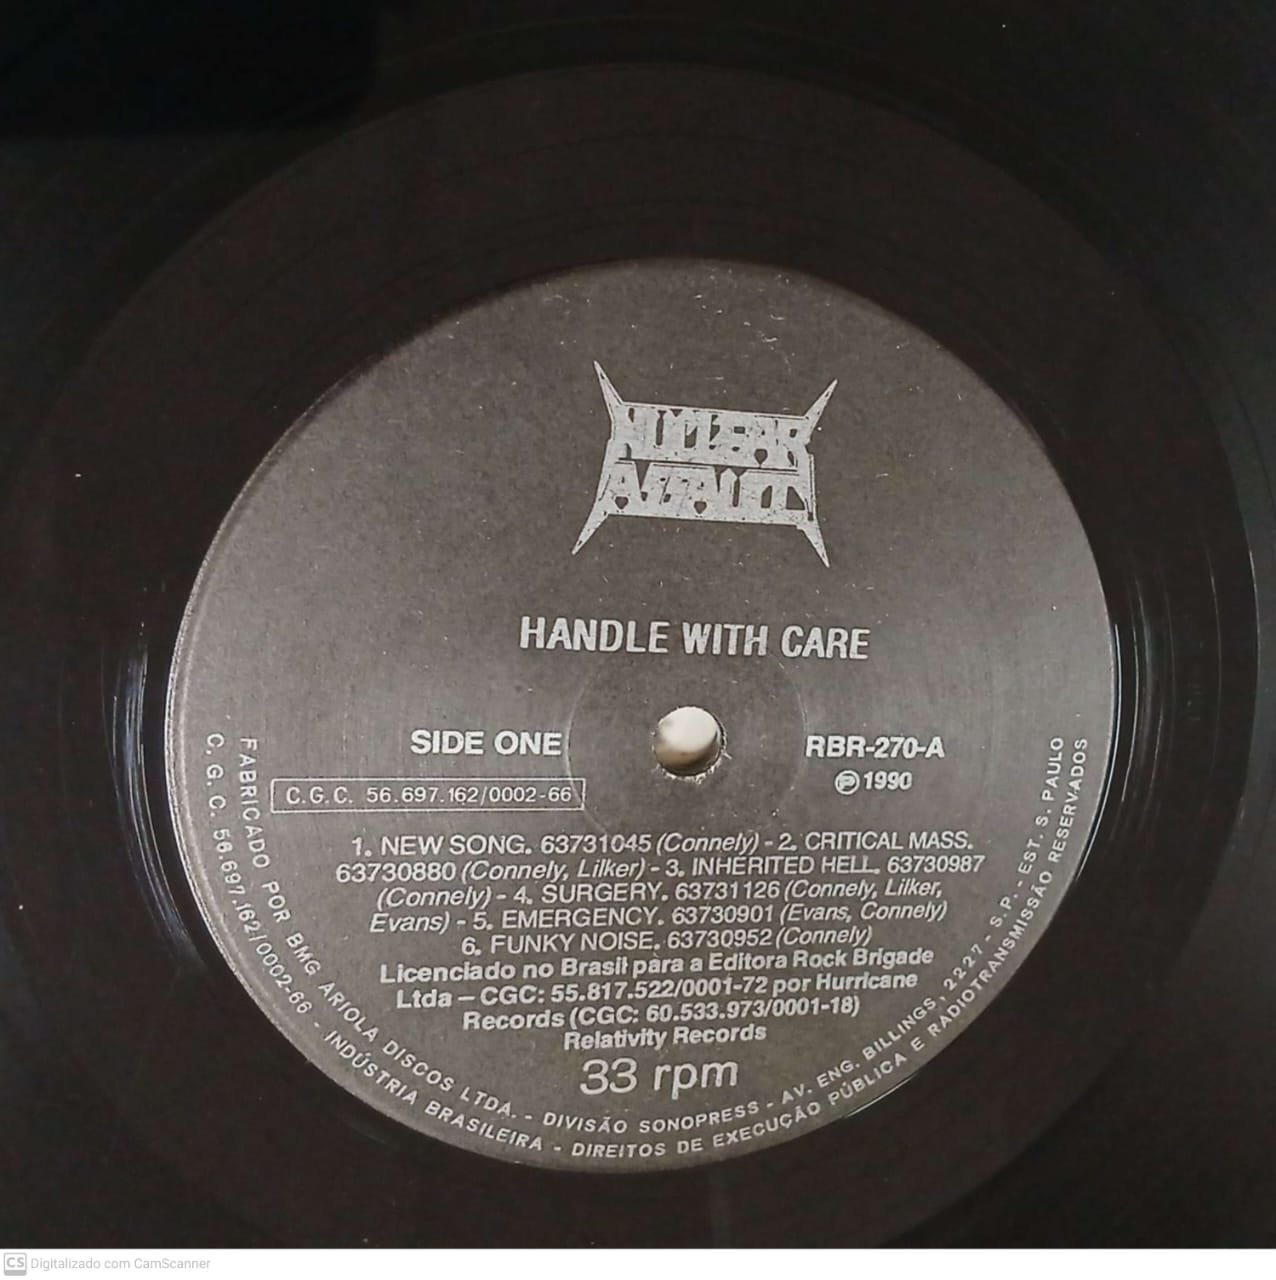 NUCLEAR
ASSAULT
HANDLE WITH CARE
SIDE ONE
RBR-270-A
C.G.C. 56.697.162/0002-66
℗ 1990
1. NEW SONG. 63731045 (Connely) - 2. CRITICAL MASS.
63730880 (Connely, Lilker) - 3. INHERITED HELL. 63730987
(Connely) - 4. SURGERY. 63731126 (Connely, Lilker,
Evans) - 5. EMERGENCY. 63730901 (Evans, Connely)
6. FUNKY NOISE. 63730952 (Connely)
Licenciado no Brasil para a Editora Rock Brigade
Ltda – CGC: 55.817.522/0001-72 por Hurricane
Records (CGC: 60.533.973/0001-18)
Relativity Records
33 rpm
FABRICADO POR BMG ARIOLA DISCOS LTDA. - DIVISÃO SONOPRESS - AV. ENG. BILLINGS, 2227 - S.P. - EST. S. PAULO
C.G.C. 56.697.162/0002-66 - INDÚSTRIA BRASILEIRA - DIREITOS DE EXECUÇÃO PÚBLICA E RADIOTRANSMISSÃO RESERVADOS
CS Digitalizado com CamScanner